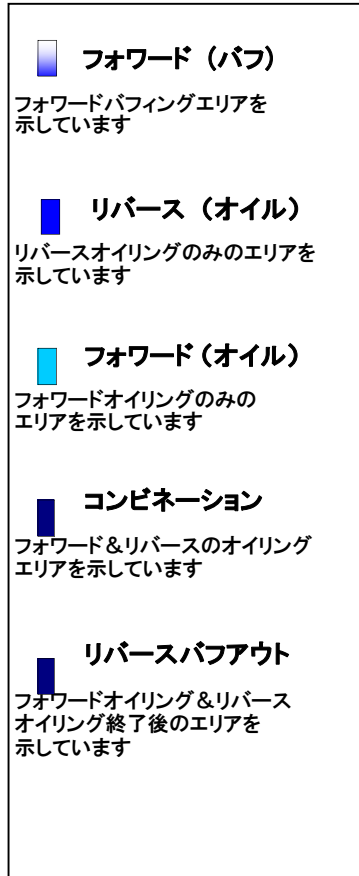 フォワード（バフ）
フォワードバフィングエリアを
示しています
リバース（オイル）
リバースオイリングのみのエリアを
示しています
フォワード（オイル）
フォワードオイリングのみの
エリアを示しています
コンビネーション
フォワード＆リバースのオイリング
エリアを示しています
リバースバフアウト
フォワードオイリング＆リバース
オイリング終了後のエリアを
示しています